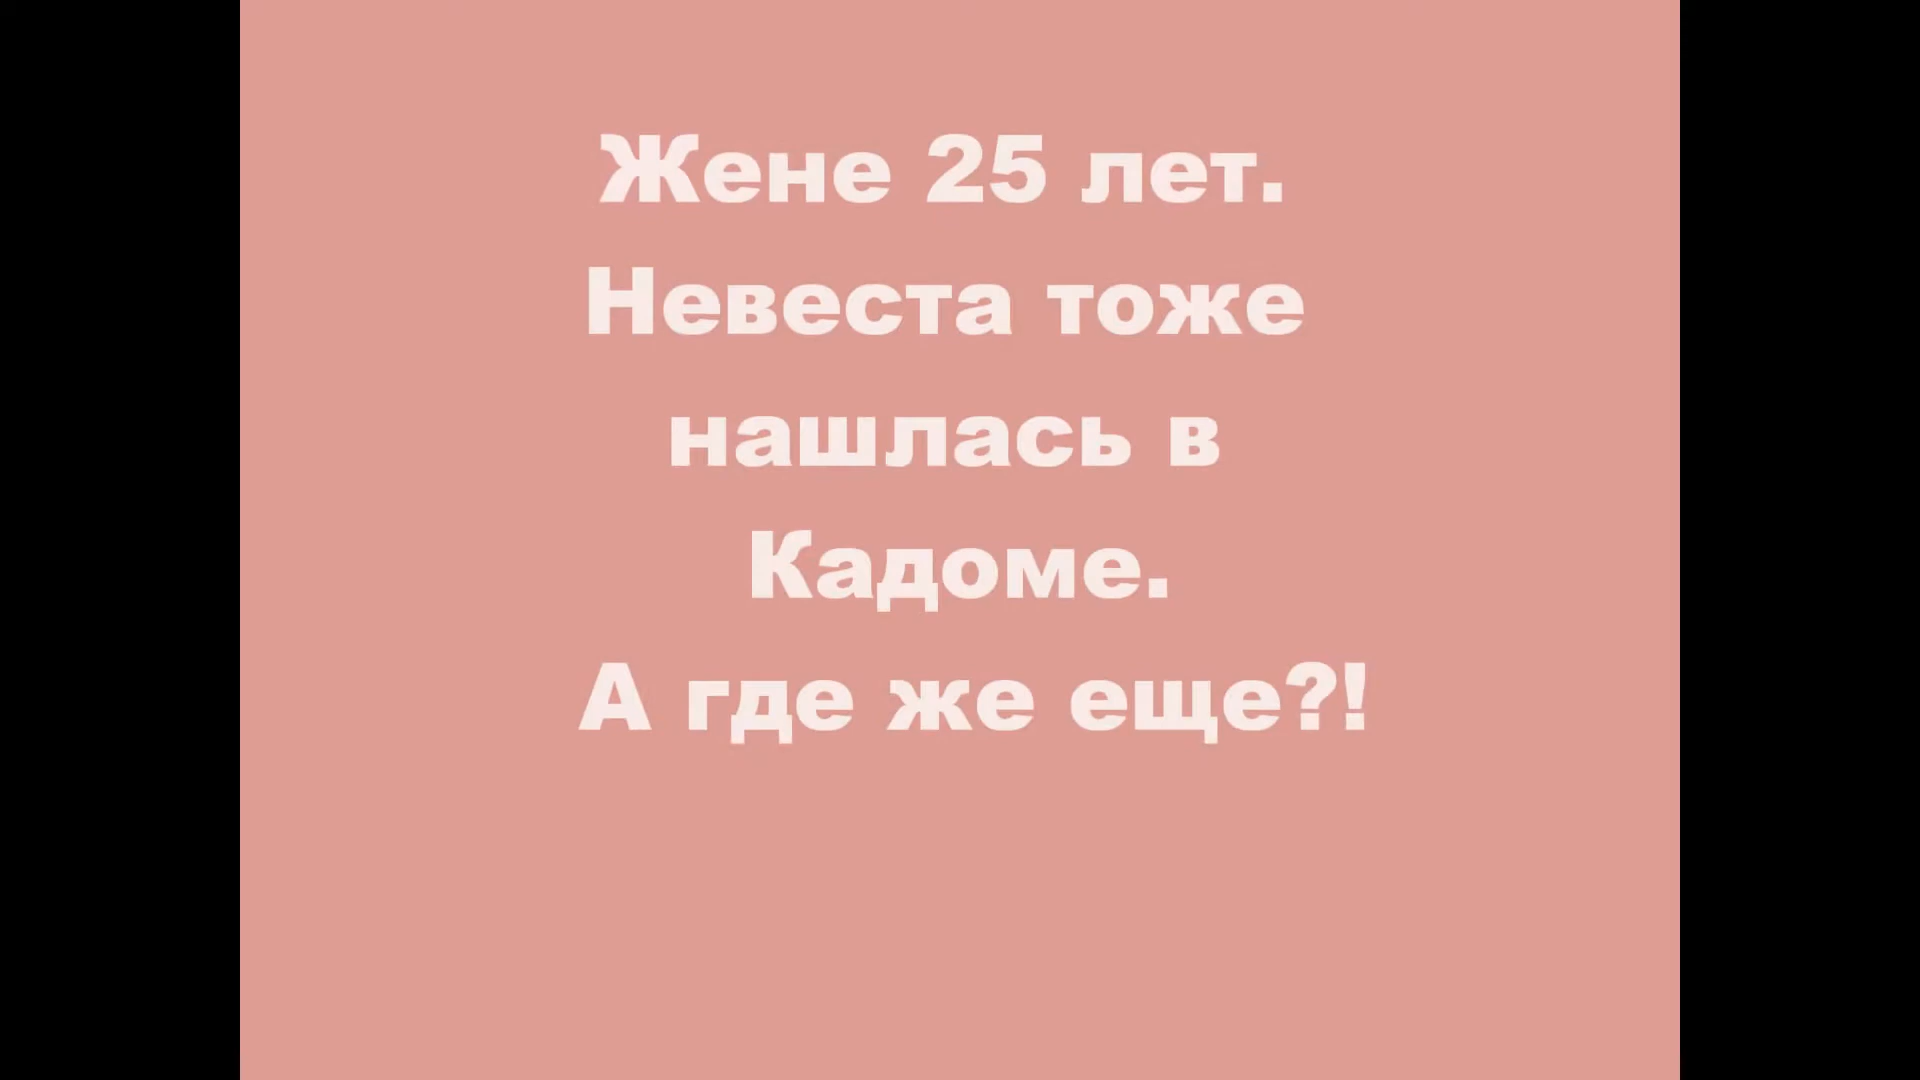 Жене 25 лет.
Невеста тоже
нашлась в
Кадоме.
А где же еще?!